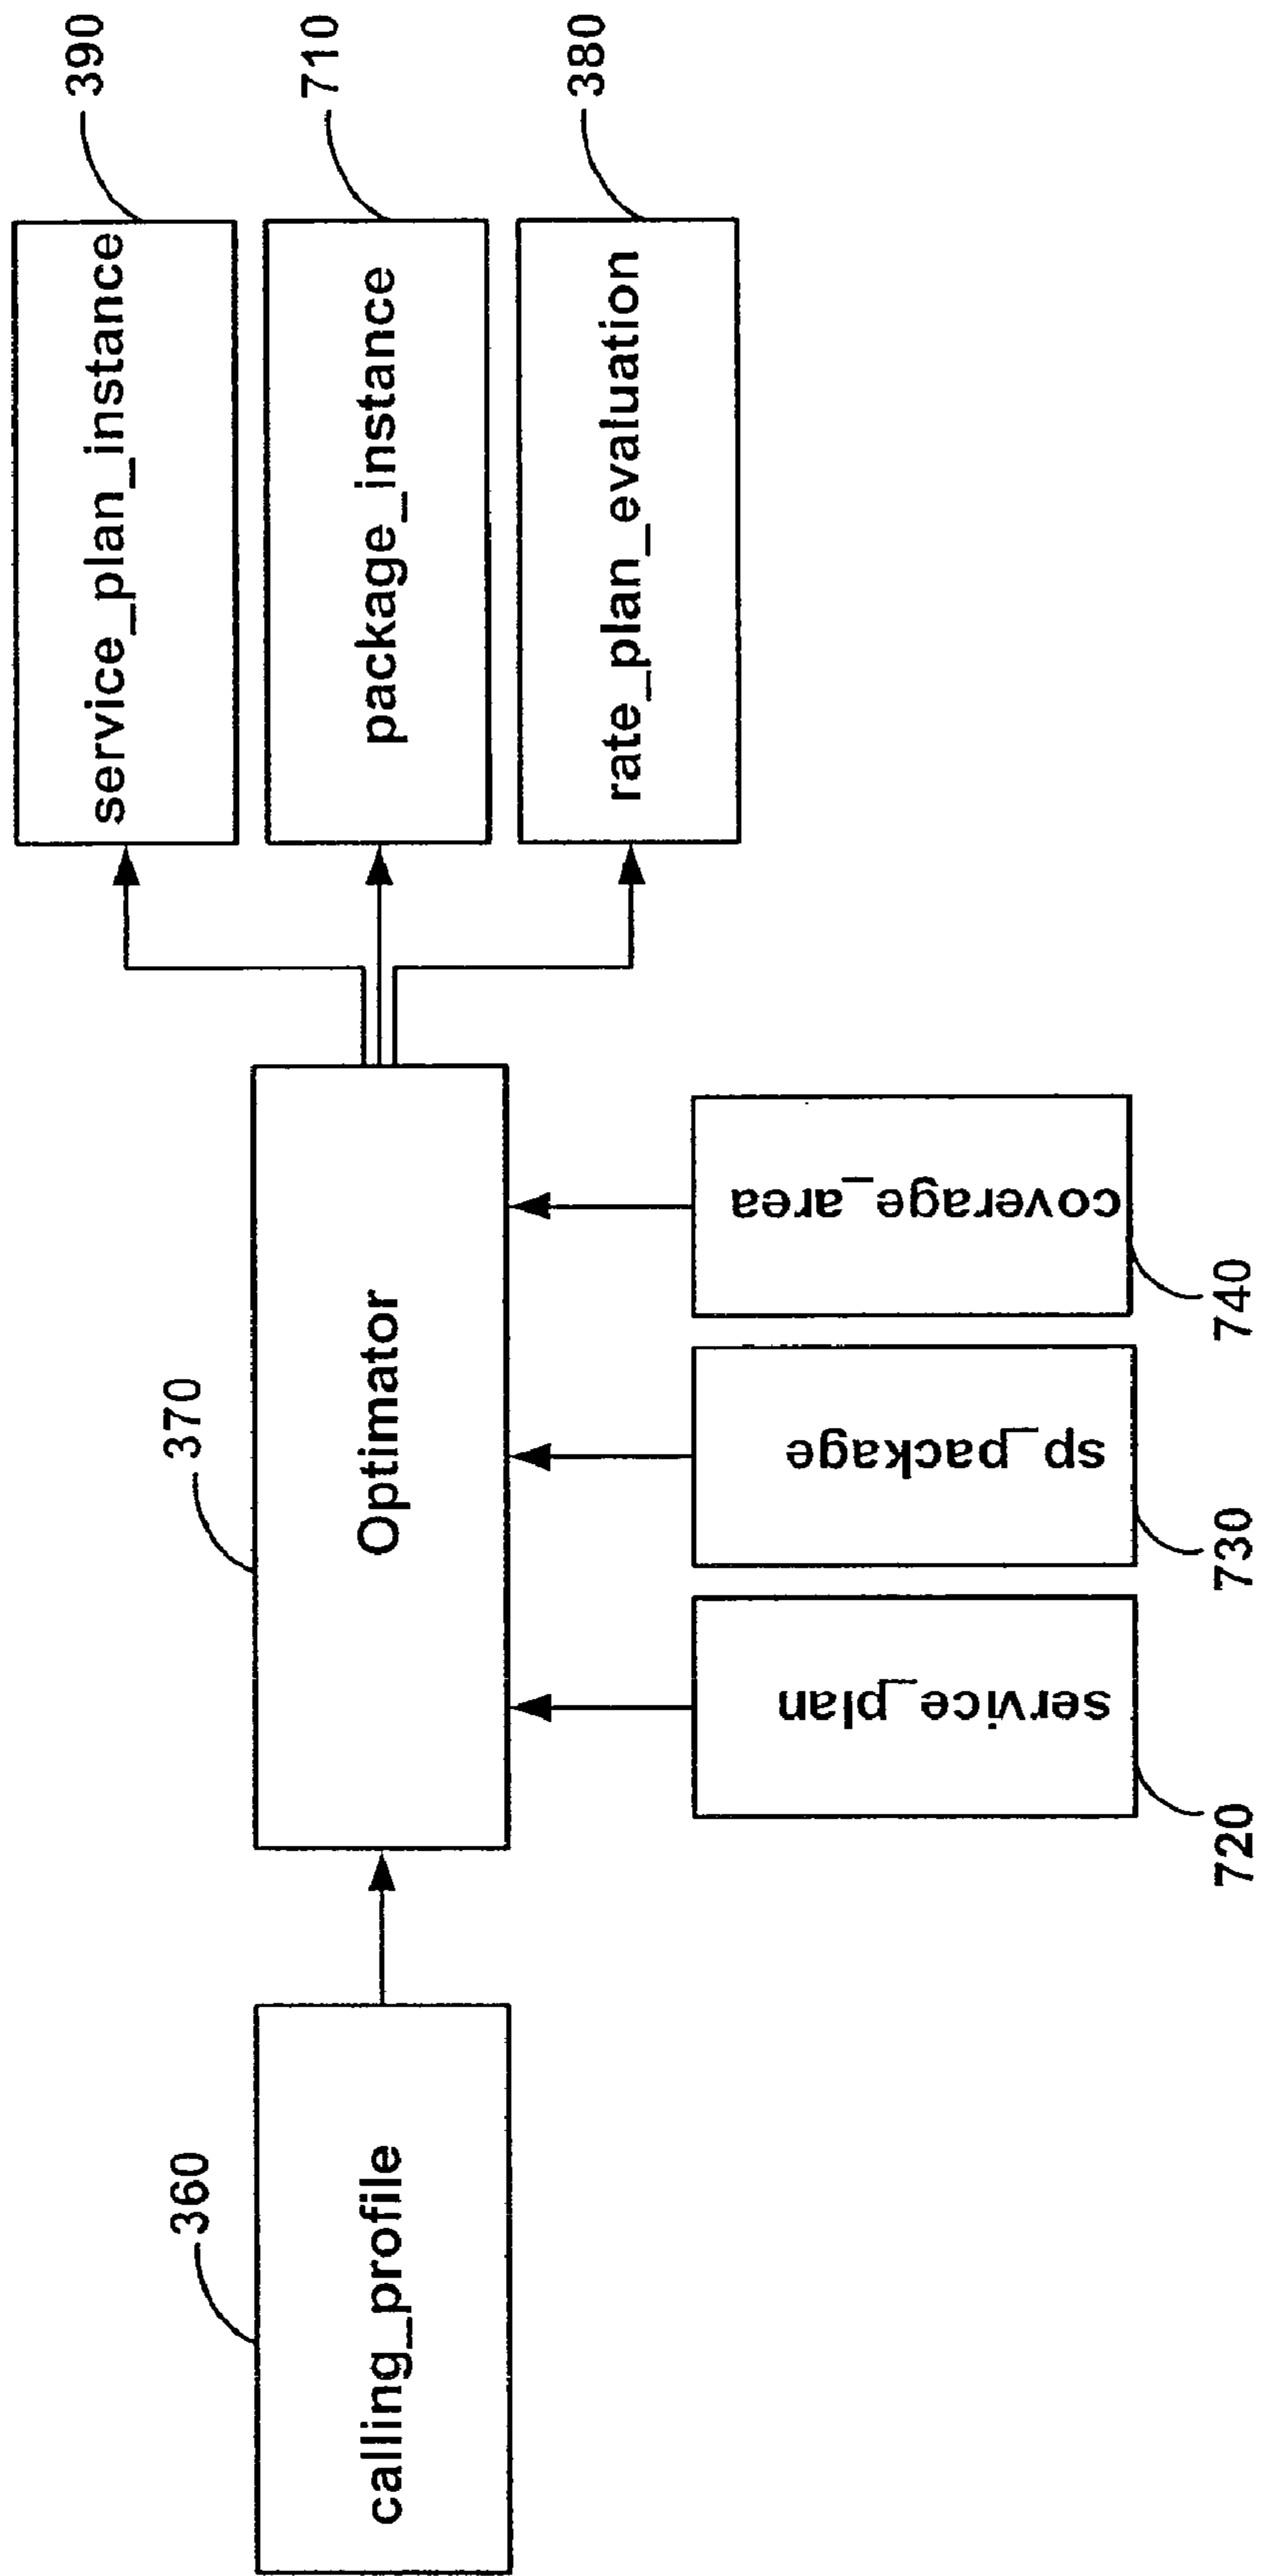 390
service_plan_instance
710
package_instance
380
rate_plan_evaluation
370
Optimator
360
calling_profile
coverage_area
740
sp_package
730
service_plan
720